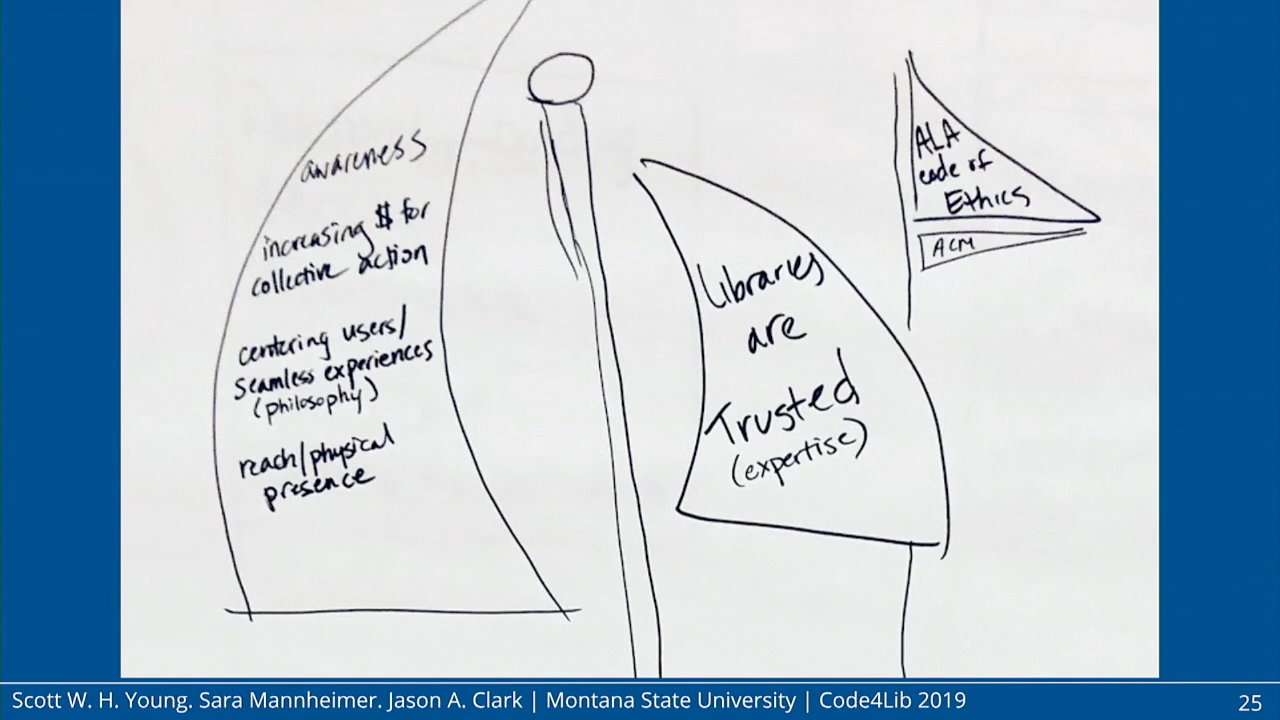 awareness
increasing $ for
collective action
centering users/
seamless experiences
(philosophy)
reach/physical
presence
Libraries
are
Trusted
(expertise)
ALA
code of
Ethics
ACM
Scott W. H. Young. Sara Mannheimer. Jason A. Clark | Montana State University | Code4Lib 2019
25